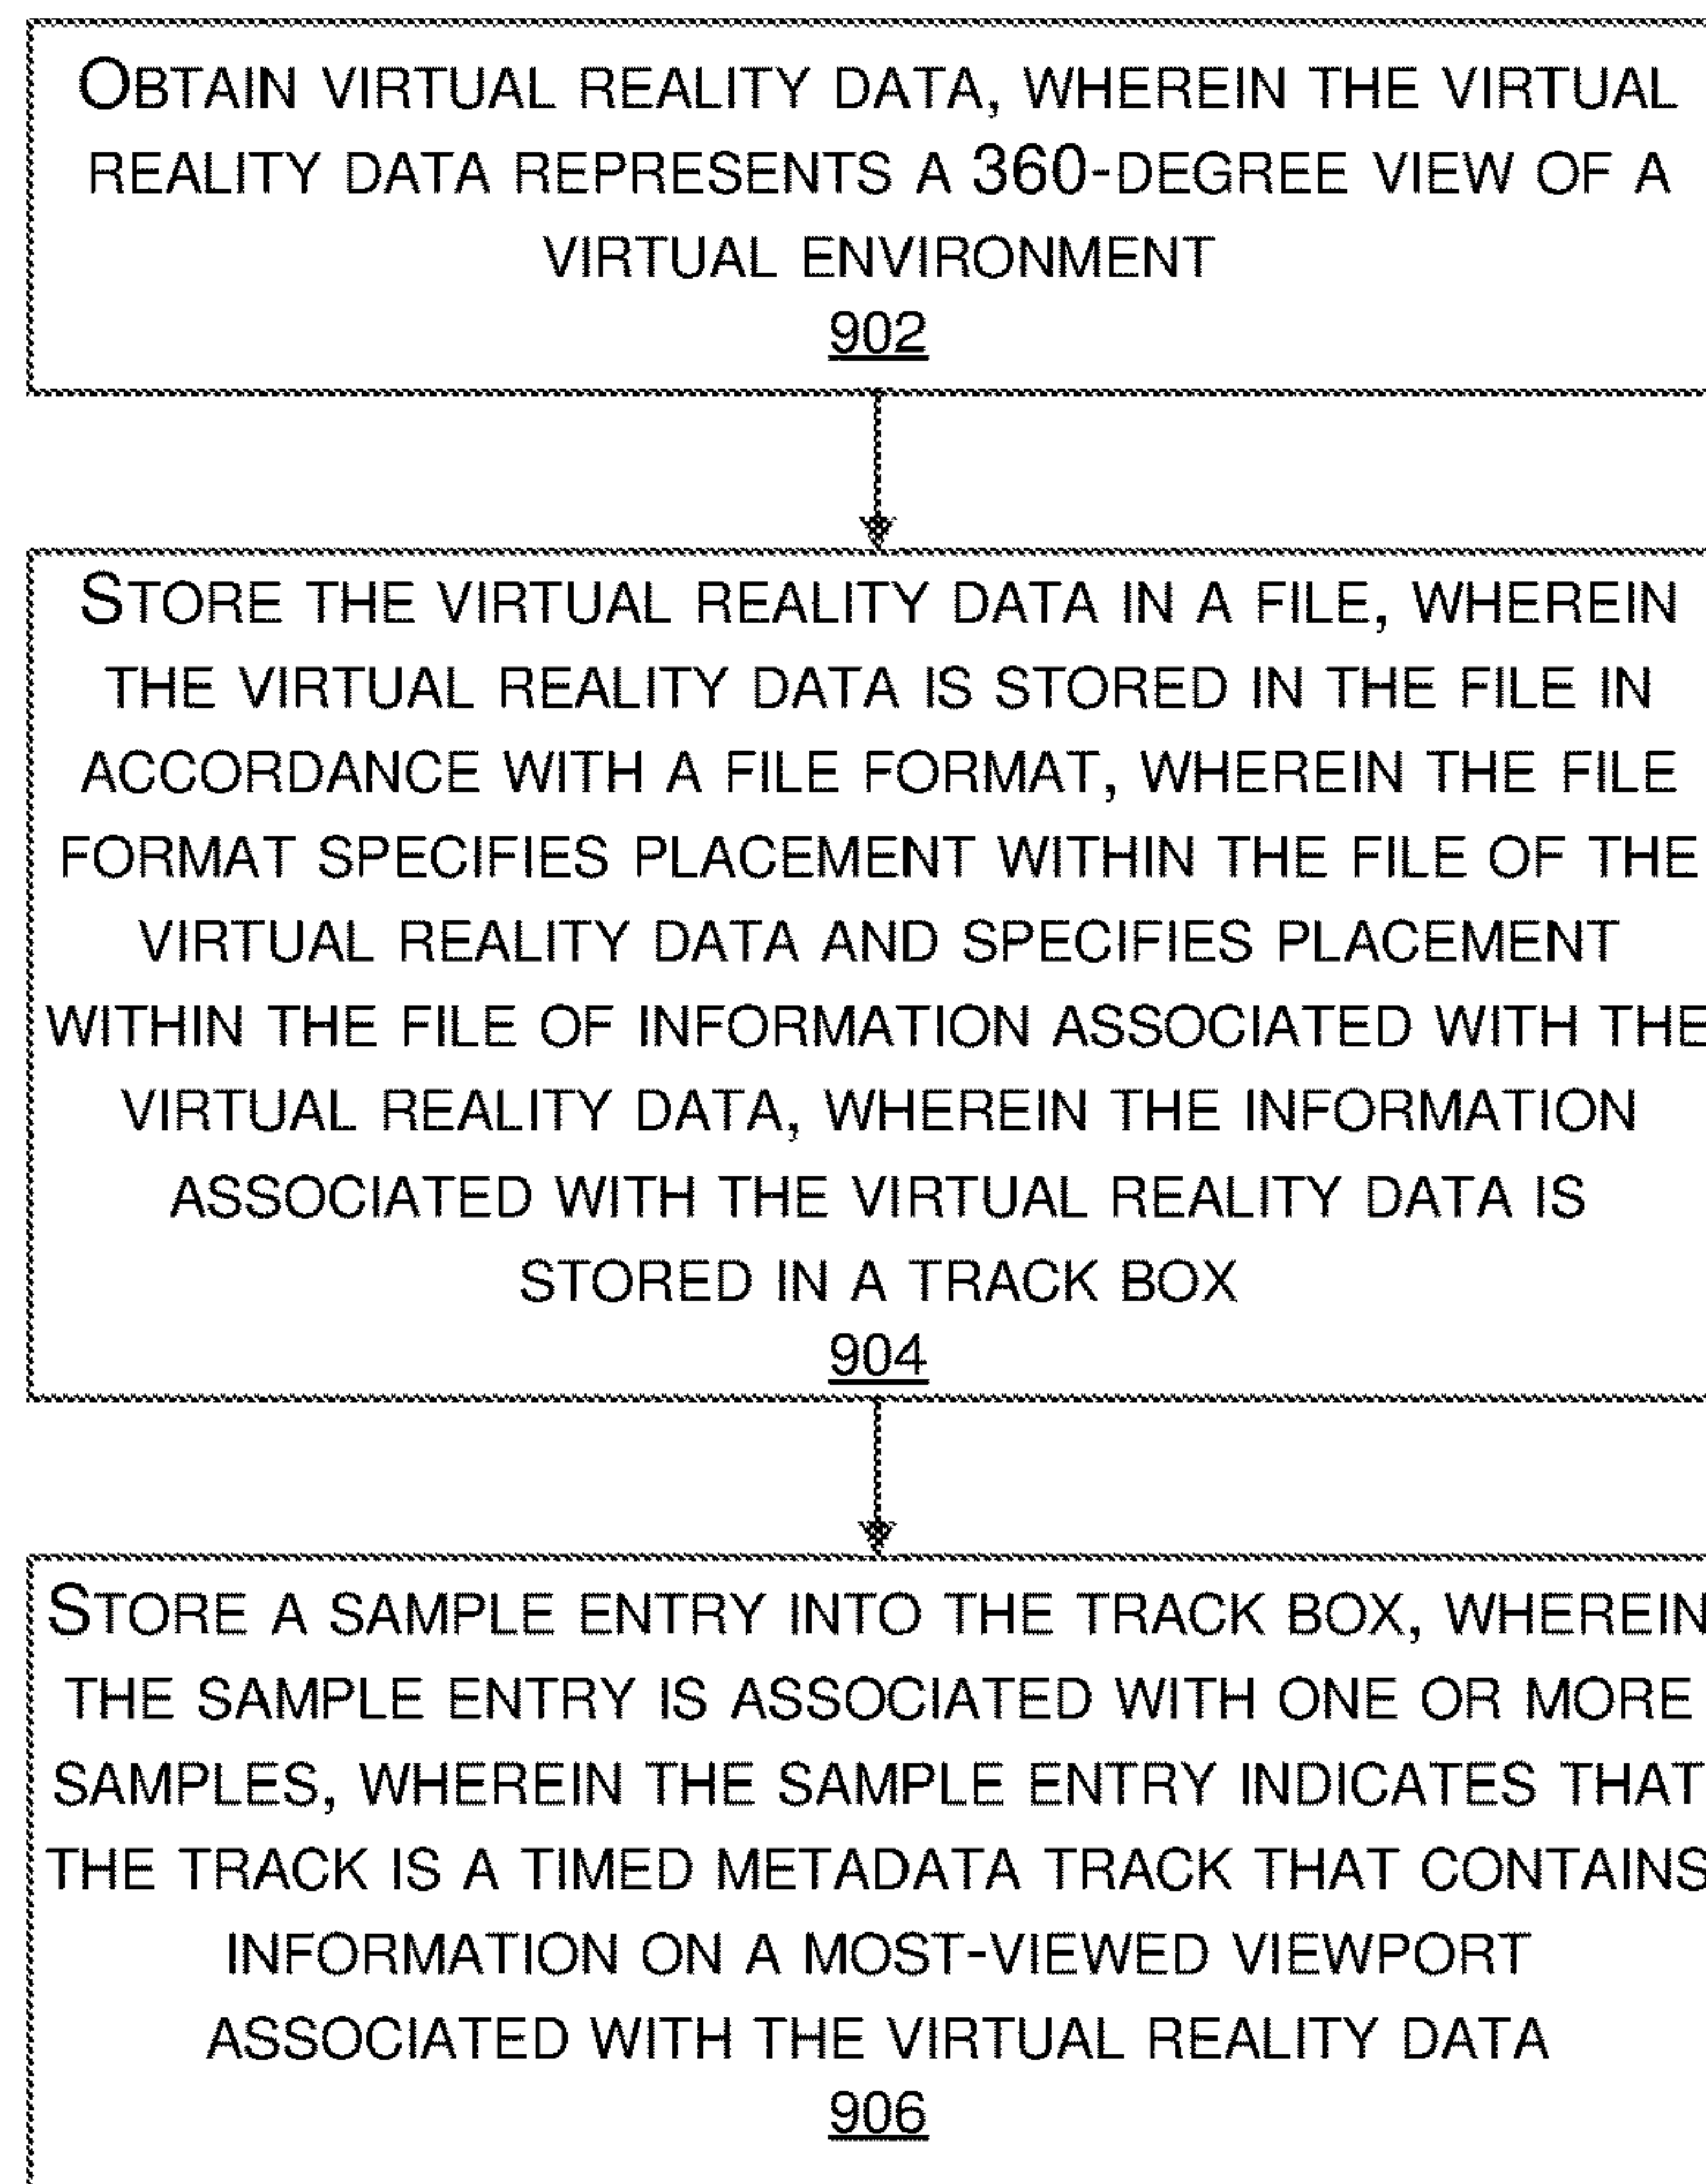 OBTAIN VIRTUAL REALITY DATA, WHEREIN THE VIRTUAL
REALITY DATA REPRESENTS A 360-DEGREE VIEW OF A
VIRTUAL ENVIRONMENT
902
STORE THE VIRTUAL REALITY DATA IN A FILE, WHEREIN
THE VIRTUAL REALITY DATA IS STORED IN THE FILE IN
ACCORDANCE WITH A FILE FORMAT, WHEREIN THE FILE
FORMAT SPECIFIES PLACEMENT WITHIN THE FILE OF THE
VIRTUAL REALITY DATA AND SPECIFIES PLACEMENT
WITHIN THE FILE OF INFORMATION ASSOCIATED WITH THE
VIRTUAL REALITY DATA, WHEREIN THE INFORMATION
ASSOCIATED WITH THE VIRTUAL REALITY DATA IS
STORED IN A TRACK BOX
904
STORE A SAMPLE ENTRY INTO THE TRACK BOX, WHEREIN
THE SAMPLE ENTRY IS ASSOCIATED WITH ONE OR MORE
SAMPLES, WHEREIN THE SAMPLE ENTRY INDICATES THAT
THE TRACK IS A TIMED METADATA TRACK THAT CONTAINS
INFORMATION ON A MOST-VIEWED VIEWPORT
ASSOCIATED WITH THE VIRTUAL REALITY DATA
906